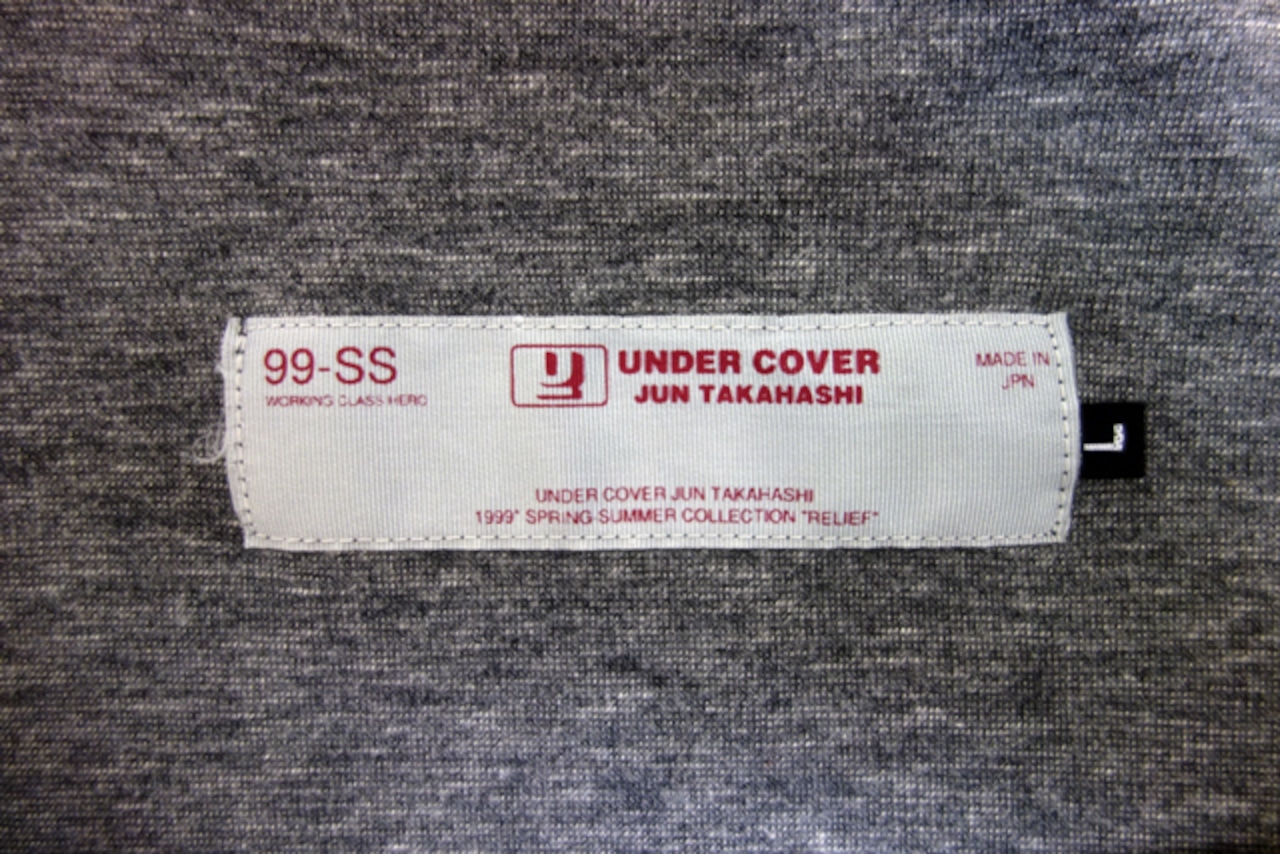 99-SS
WORKING CLASS HERO
UNDER COVER
JUN TAKAHASHI
MADE IN
JPN
L
UNDER COVER JUN TAKAHASHI
1999' SPRING-SUMMER COLLECTION "RELIEF"